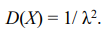 D(X) = 1/ λ².